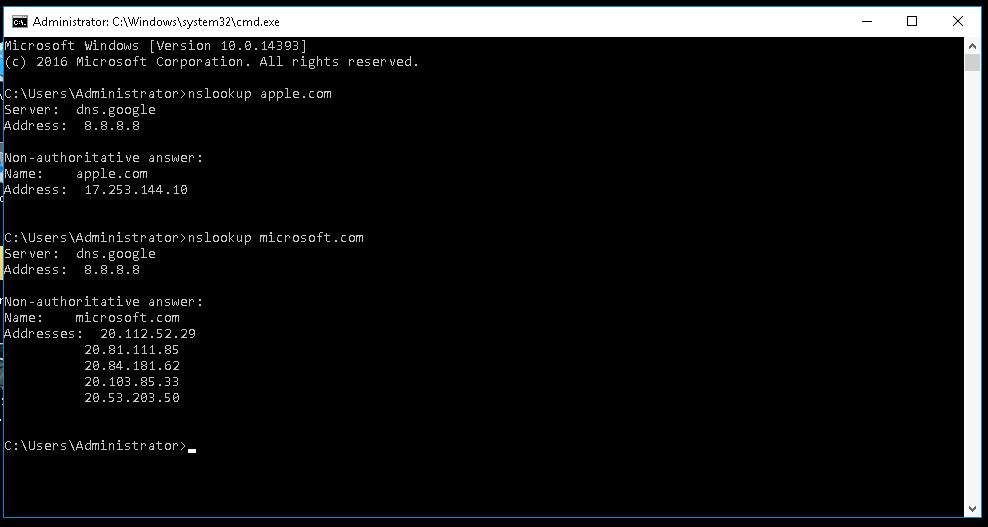 Administrator: C:\Windows\system32\cmd.exe
Microsoft Windows [Version 10.0.14393]
(c) 2016 Microsoft Corporation. All rights reserved.
C:\Users\Administrator>nslookup apple.com
Server:  dns.google
Address:  8.8.8.8
Non-authoritative answer:
Name:    apple.com
Address:  17.253.144.10
C:\Users\Administrator>nslookup microsoft.com
Server:  dns.google
Address:  8.8.8.8
Non-authoritative answer:
Name:    microsoft.com
Addresses:  20.112.52.29
20.81.111.85
20.84.181.62
20.103.85.33
20.53.203.50
C:\Users\Administrator>